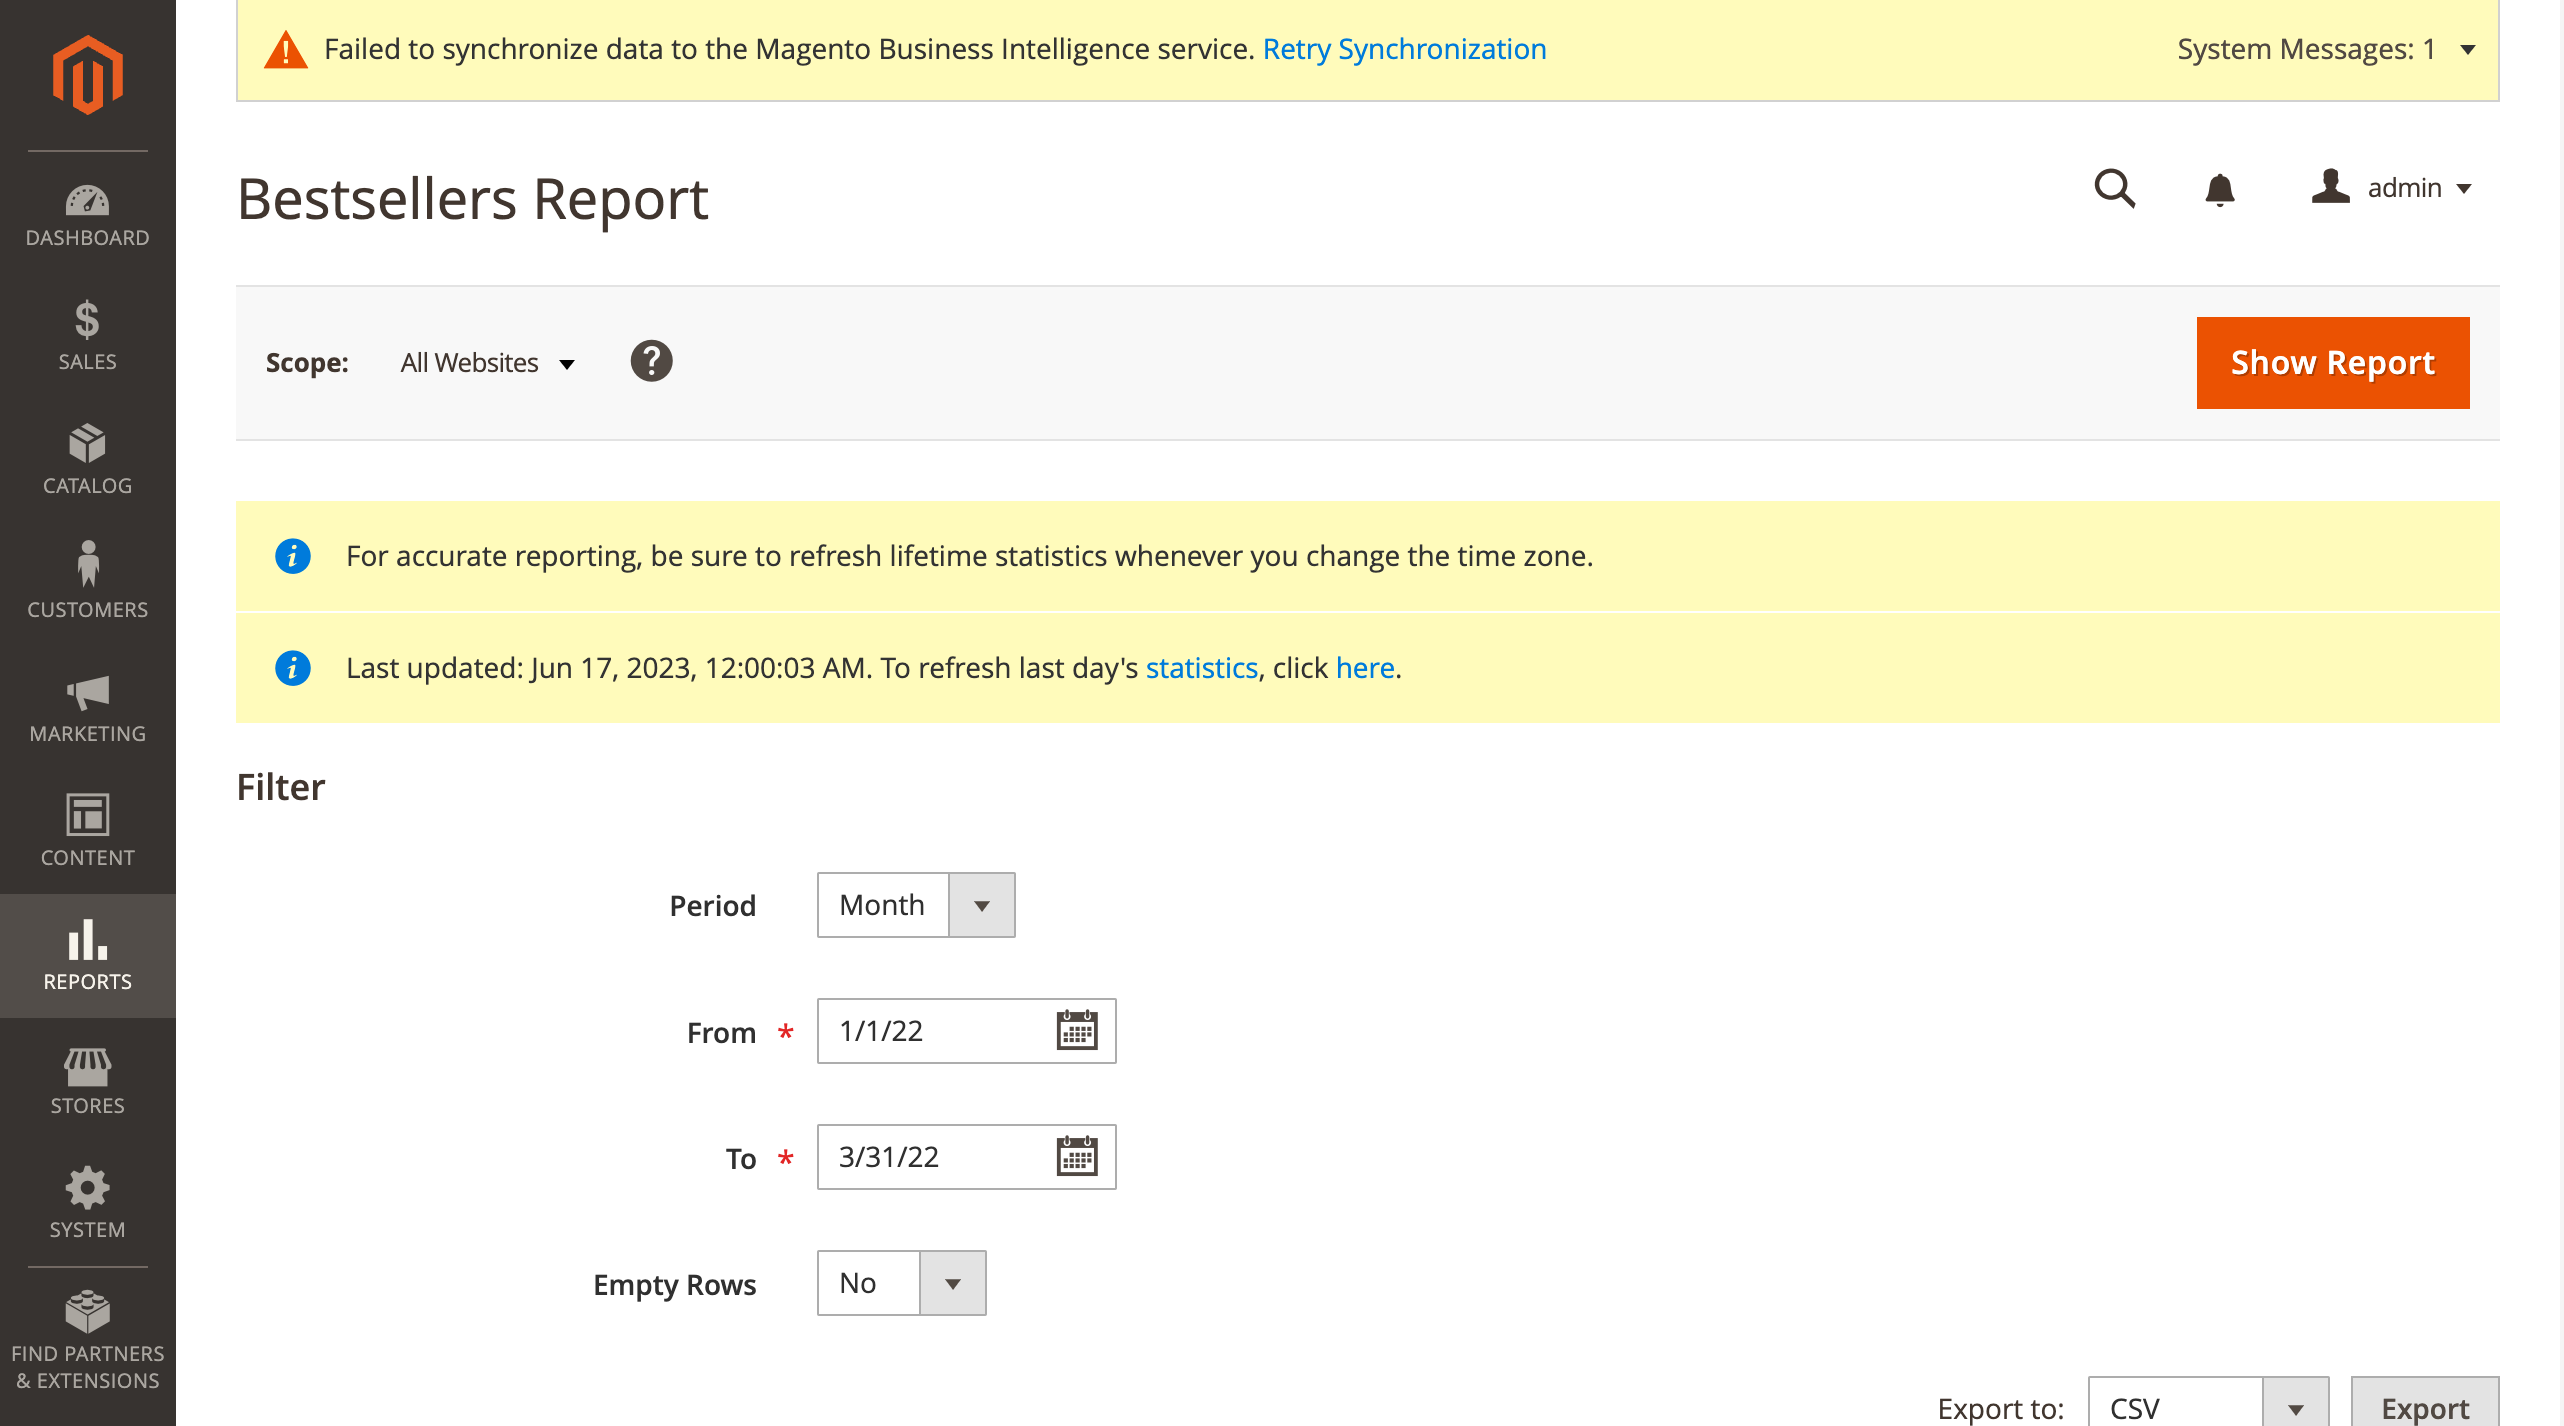 Failed to synchronize data to the Magento Business Intelligence service. Retry Synchronization
System Messages: 1
DASHBOARD
SALES
CATALOG
CUSTOMERS
MARKETING
CONTENT
REPORTS
STORES
SYSTEM
FIND PARTNERS
& EXTENSIONS
Bestsellers Report
admin
Scope: All Websites ?
Show Report
For accurate reporting, be sure to refresh lifetime statistics whenever you change the time zone.
Last updated: Jun 17, 2023, 12:00:03 AM. To refresh last day's statistics, click here.
Filter
Period Month
From * 1/1/22
To * 3/31/22
Empty Rows No
Export to: CSV Export